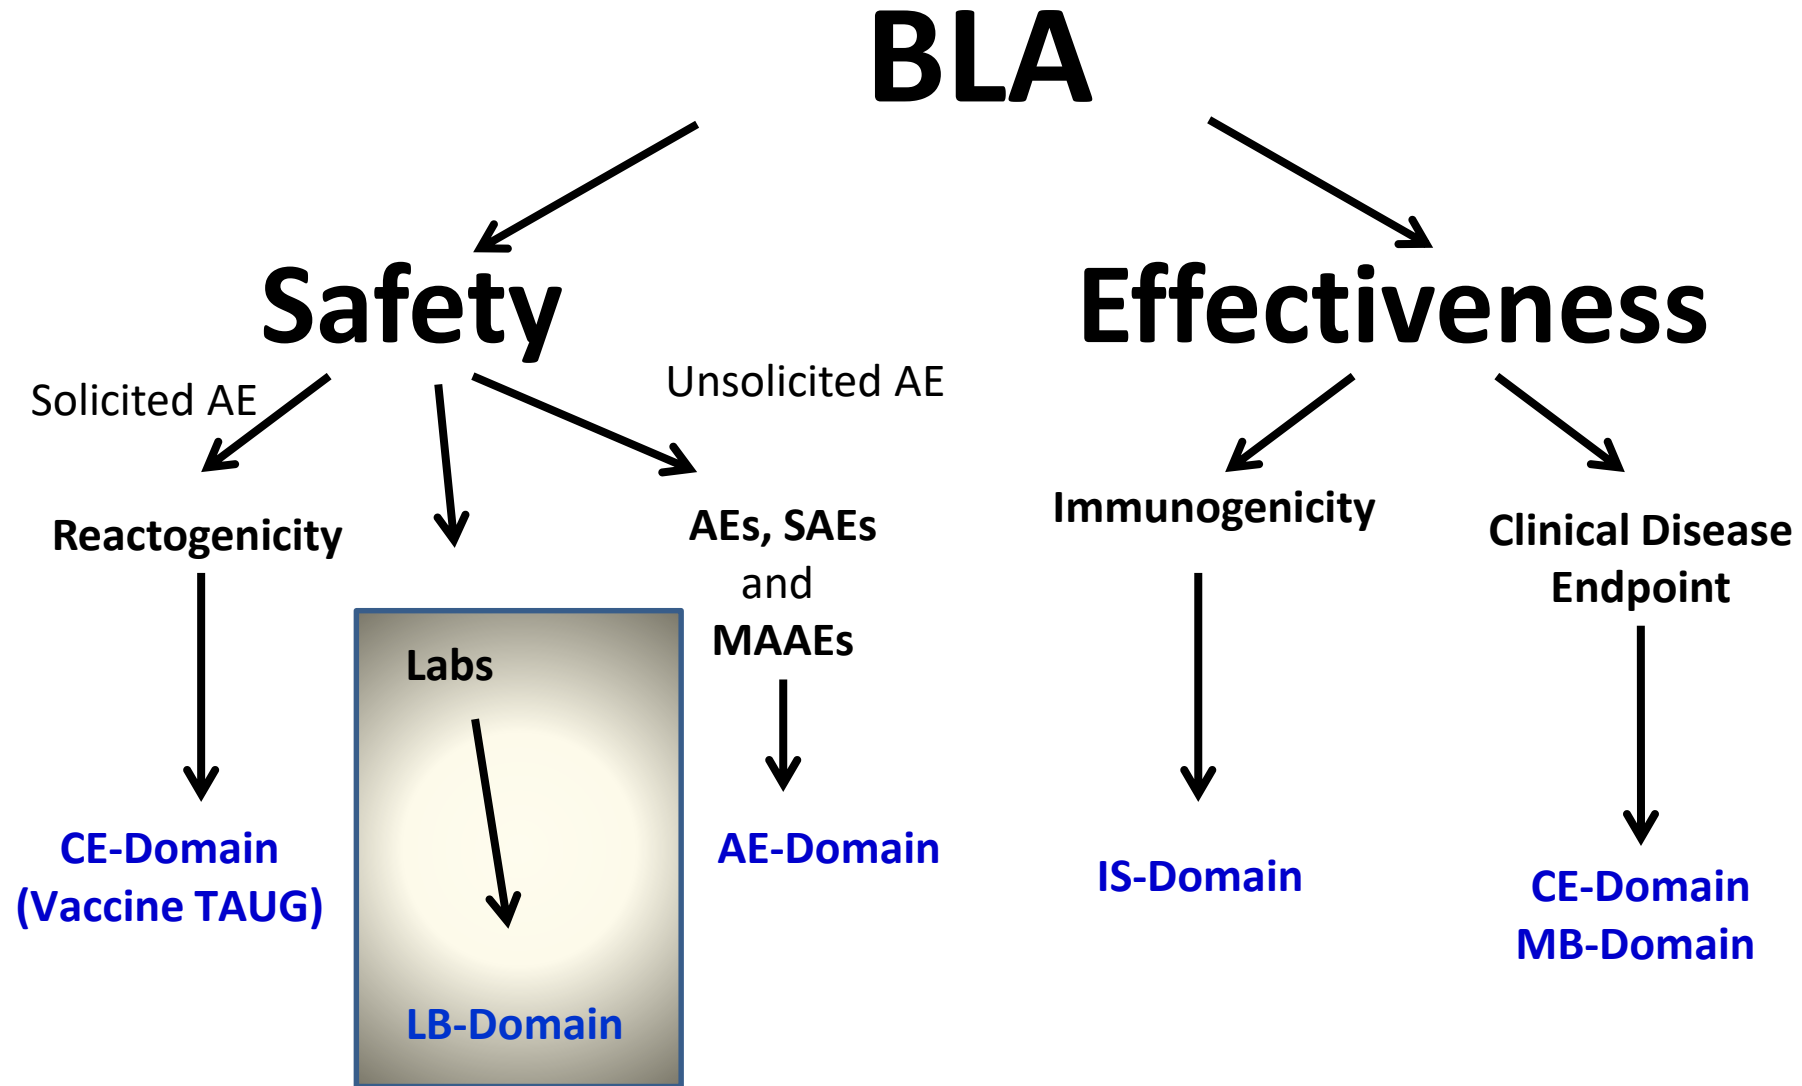 BLA
Safety
Effectiveness
Solicited AE
Unsolicited AE
Reactogenicity
AEs, SAEs
and
MAAEs
Immunogenicity
Clinical Disease
Endpoint
Labs
CE-Domain
(Vaccine TAUG)
LB-Domain
AE-Domain
IS-Domain
CE-Domain
MB-Domain